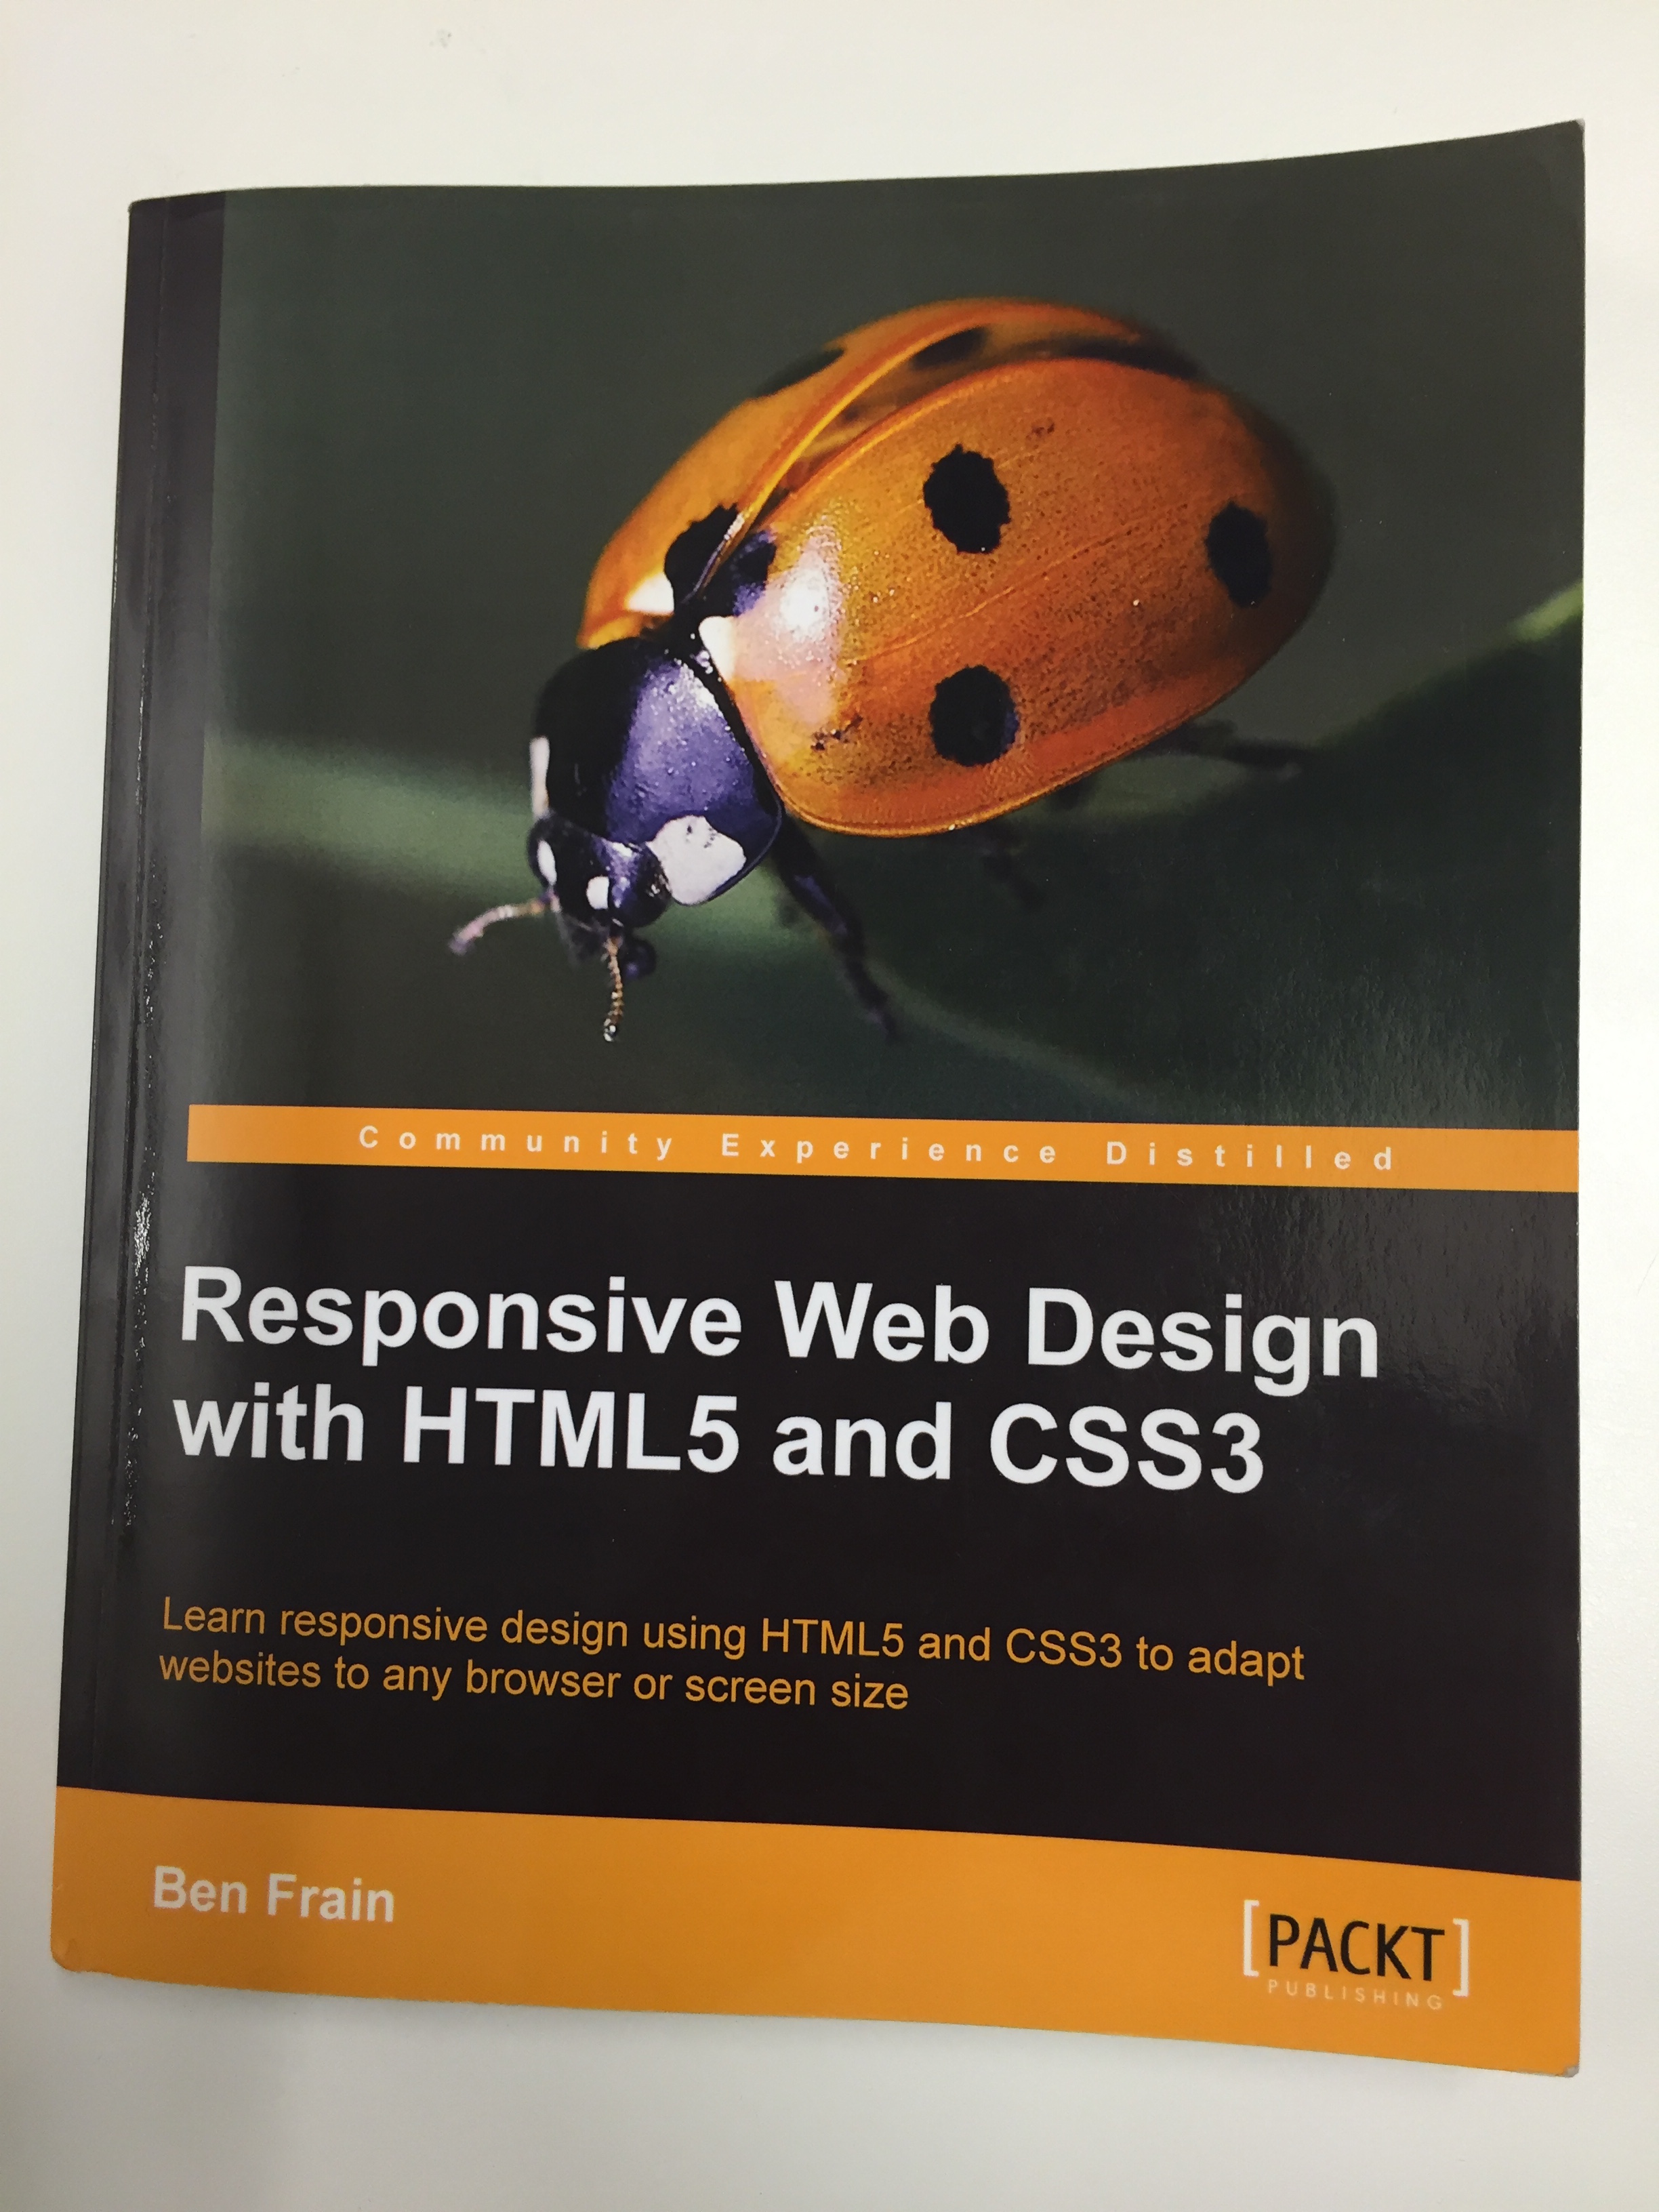 Community Experience Distilled
Responsive Web Design
with HTML5 and CSS3
Learn responsive design using HTML5 and CSS3 to adapt
websites to any browser or screen size
Ben Frain
[PACKT]
PUBLISHING